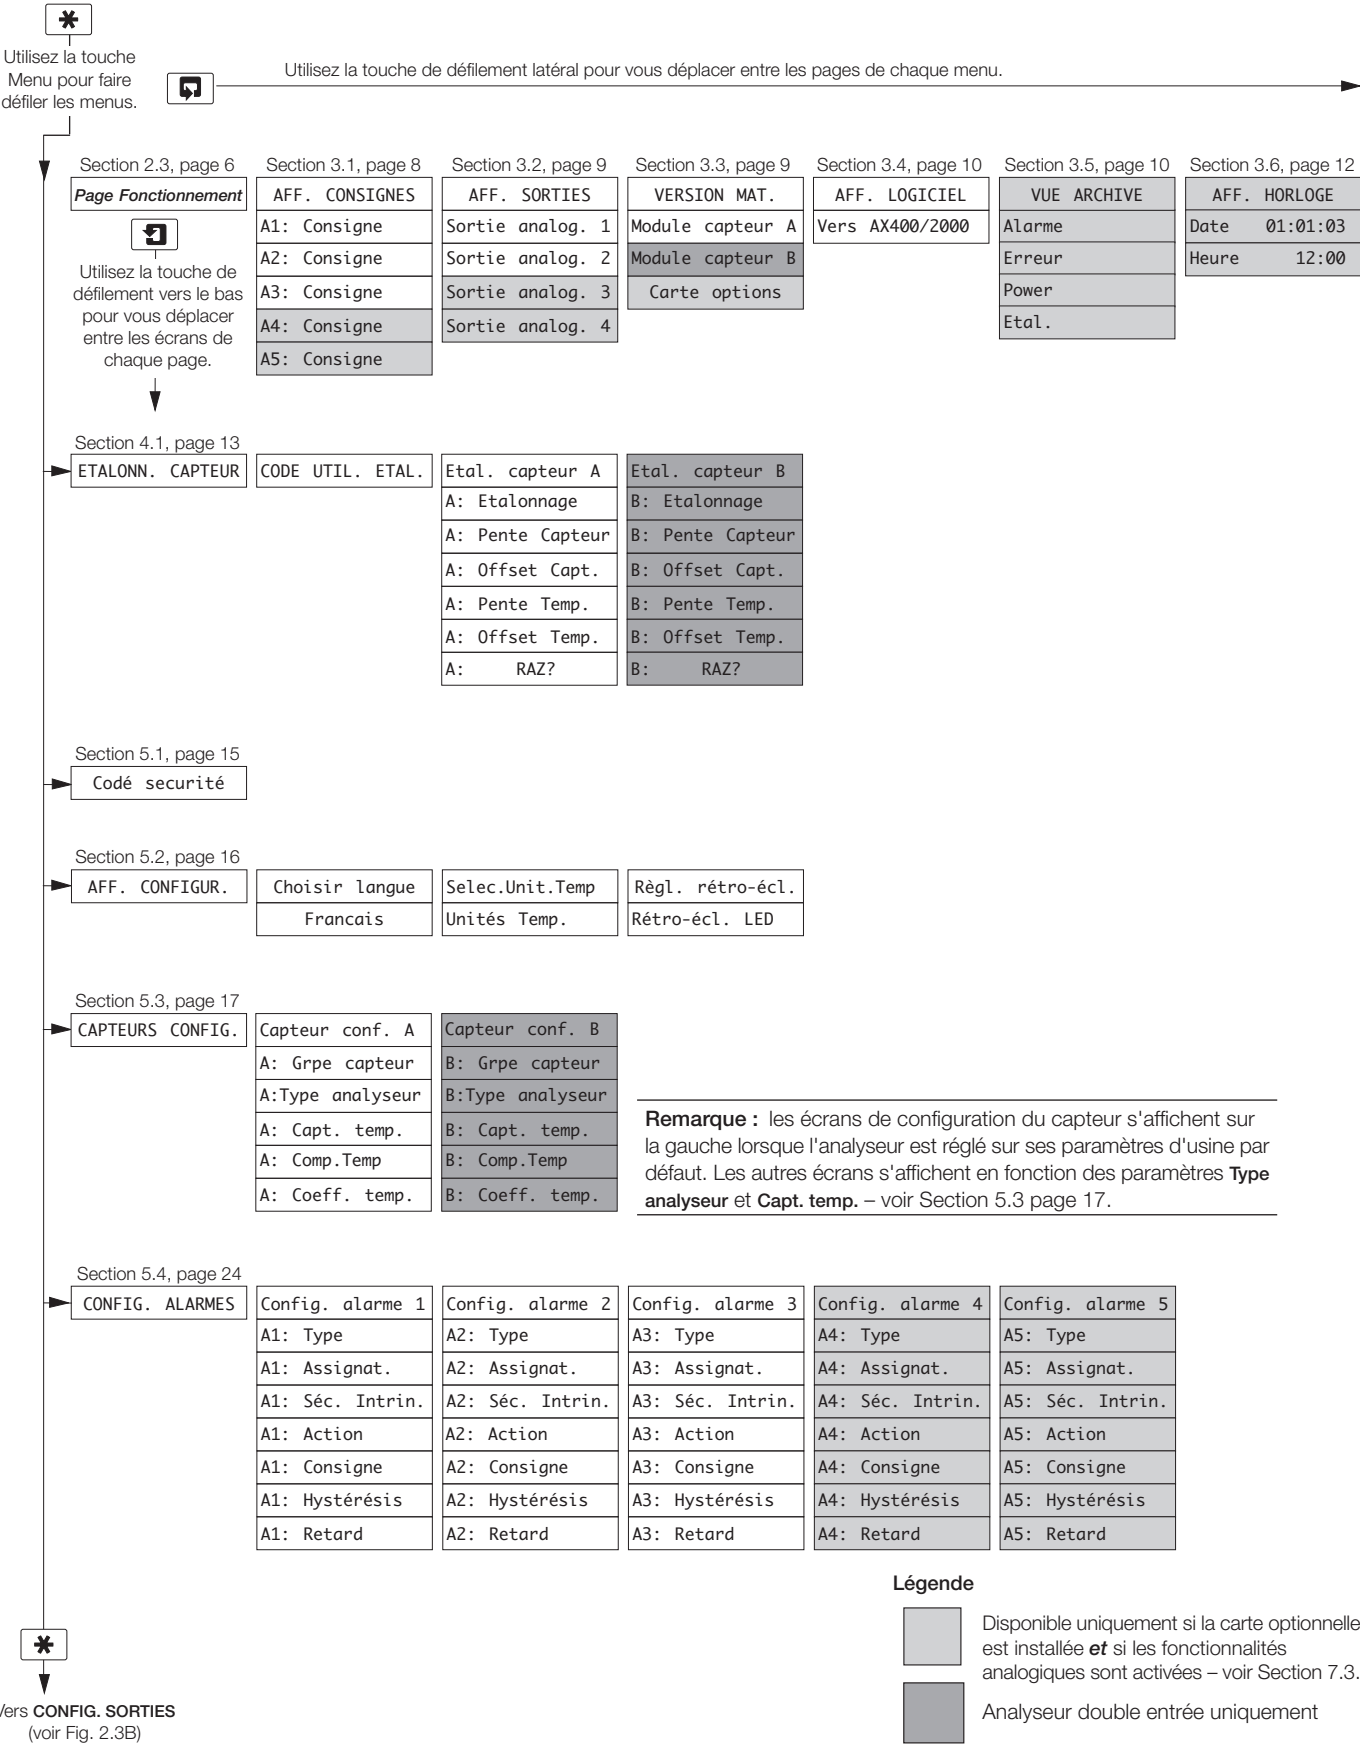 Utilisez la touche
Menu pour faire
défiler les menus.
Utilisez la touche de défilement latéral pour vous déplacer entre les pages de chaque menu.
Section 2.3, page 6
Page Fonctionnement
Utilisez la touche de
défilement vers le bas
pour vous déplacer
entre les écrans de
chaque page.
Section 3.1, page 8
AFF. CONSIGNES
A1: Consigne
A2: Consigne
A3: Consigne
A4: Consigne
A5: Consigne
Section 3.2, page 9
AFF. SORTIES
Sortie analog. 1
Sortie analog. 2
Sortie analog. 3
Sortie analog. 4
Section 3.3, page 9
VERSION MAT.
Module capteur A
Module capteur B
Carte options
Section 3.4, page 10
AFF. LOGICIEL
Vers AX400/2000
Section 3.5, page 10
VUE ARCHIVE
Alarme
Erreur
Power
Etal.
Section 3.6, page 12
AFF. HORLOGE
Date 01:01:03
Heure 12:00
Section 4.1, page 13
ETALONN. CAPTEUR
CODE UTIL. ETAL.
Etal. capteur A
A: Etalonnage
A: Pente Capteur
A: Offset Capt.
A: Pente Temp.
A: Offset Temp.
A: RAZ?
Etal. capteur B
B: Etalonnage
B: Pente Capteur
B: Offset Capt.
B: Pente Temp.
B: Offset Temp.
B: RAZ?
Section 5.1, page 15
Codé securité
Section 5.2, page 16
AFF. CONFIGUR.
Choisir langue
Francais
Selec.Unit.Temp
Unités Temp.
Règl. rétro-écl.
Rétro-écl. LED
Section 5.3, page 17
CAPTEURS CONFIG.
Capteur conf. A
A: Grpe capteur
A:Type analyseur
A: Capt. temp.
A: Comp.Temp
A: Coeff. temp.
Capteur conf. B
B: Grpe capteur
B:Type analyseur
B: Capt. temp.
B: Comp.Temp
B: Coeff. temp.
Remarque : les écrans de configuration du capteur s'affichent sur
la gauche lorsque l'analyseur est réglé sur ses paramètres d'usine par
défaut. Les autres écrans s'affichent en fonction des paramètres Type
analyseur et Capt. temp. – voir Section 5.3 page 17.
Section 5.4, page 24
CONFIG. ALARMES
Config. alarme 1
A1: Type
A1: Assignat.
A1: Séc. Intrin.
A1: Action
A1: Consigne
A1: Hystérésis
A1: Retard
Config. alarme 2
A2: Type
A2: Assignat.
A2: Séc. Intrin.
A2: Action
A2: Consigne
A2: Hystérésis
A2: Retard
Config. alarme 3
A3: Type
A3: Assignat.
A3: Séc. Intrin.
A3: Action
A3: Consigne
A3: Hystérésis
A3: Retard
Config. alarme 4
A4: Type
A4: Assignat.
A4: Séc. Intrin.
A4: Action
A4: Consigne
A4: Hystérésis
A4: Retard
Config. alarme 5
A5: Type
A5: Assignat.
A5: Séc. Intrin.
A5: Action
A5: Consigne
A5: Hystérésis
A5: Retard
Légende
Disponible uniquement si la carte optionnelle
est installée et si les fonctionnalités
analogiques sont activées – voir Section 7.3.
Analyseur double entrée uniquement
Vers CONFIG. SORTIES
(voir Fig. 2.3B)